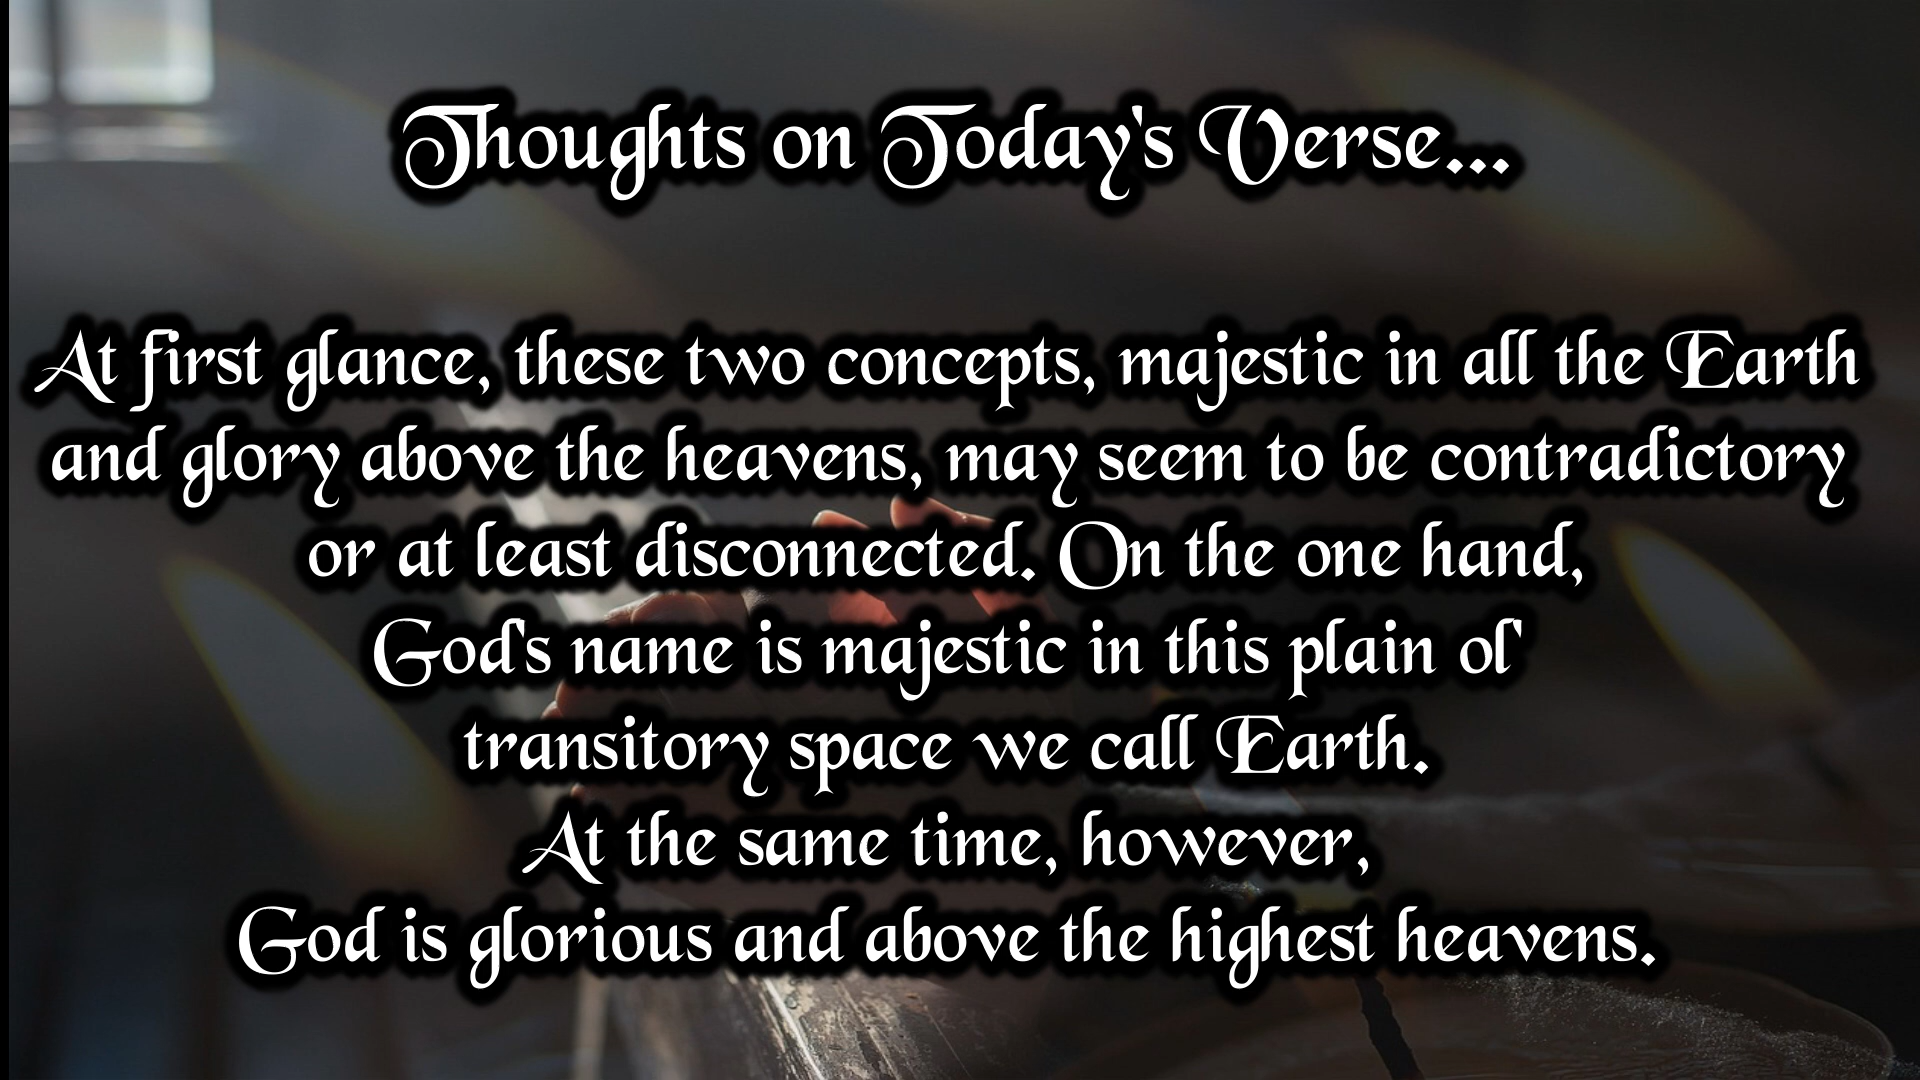 Thoughts on Today's Verse...
At first glance, these two concepts, majestic in all the Earth
and glory above the heavens, may seem to be contradictory
or at least disconnected. On the one hand,
God's name is majestic in this plain ol'
transitory space we call Earth.
At the same time, however,
God is glorious and above the highest heavens.